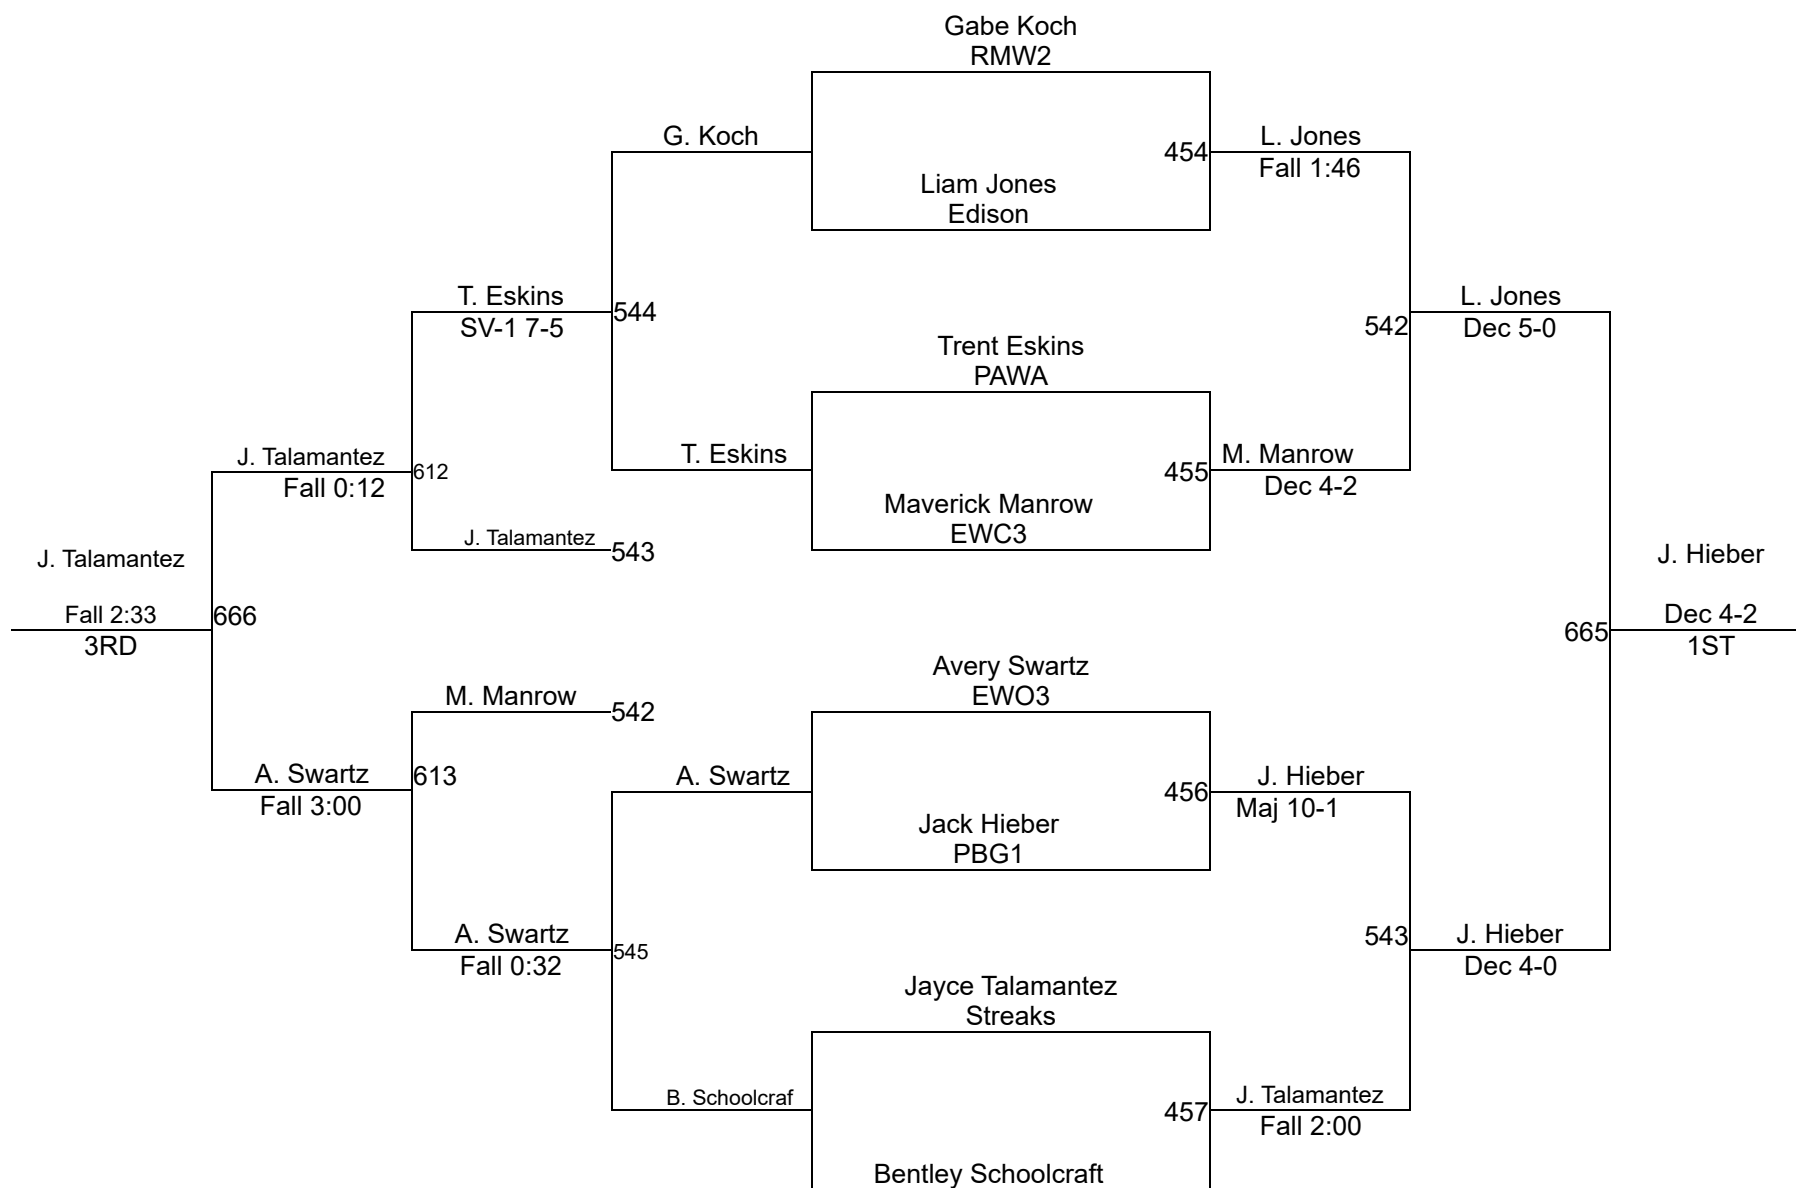 Gabe Koch
RMW2
G. Koch
454
L. Jones
Fall 1:46
Liam Jones
Edison
T. Eskins
SV-1 7-5
544
542
L. Jones
Dec 5-0
Trent Eskins
PAWA
J. Talamantez
Fall 0:12
612
T. Eskins
455
M. Manrow
Dec 4-2
Maverick Manrow
EWC3
J. Talamantez
543
J. Talamantez
Fall 2:33
3RD
666
J. Hieber
Dec 4-2
1ST
665
Avery Swartz
EWO3
M. Manrow
542
A. Swartz
Fall 3:00
613
A. Swartz
456
J. Hieber
Maj 10-1
Jack Hieber
PBG1
A. Swartz
Fall 0:32
545
543
J. Hieber
Dec 4-0
Jayce Talamantez
Streaks
B. Schoolcraf
457
J. Talamantez
Fall 2:00
Bentley Schoolcraft